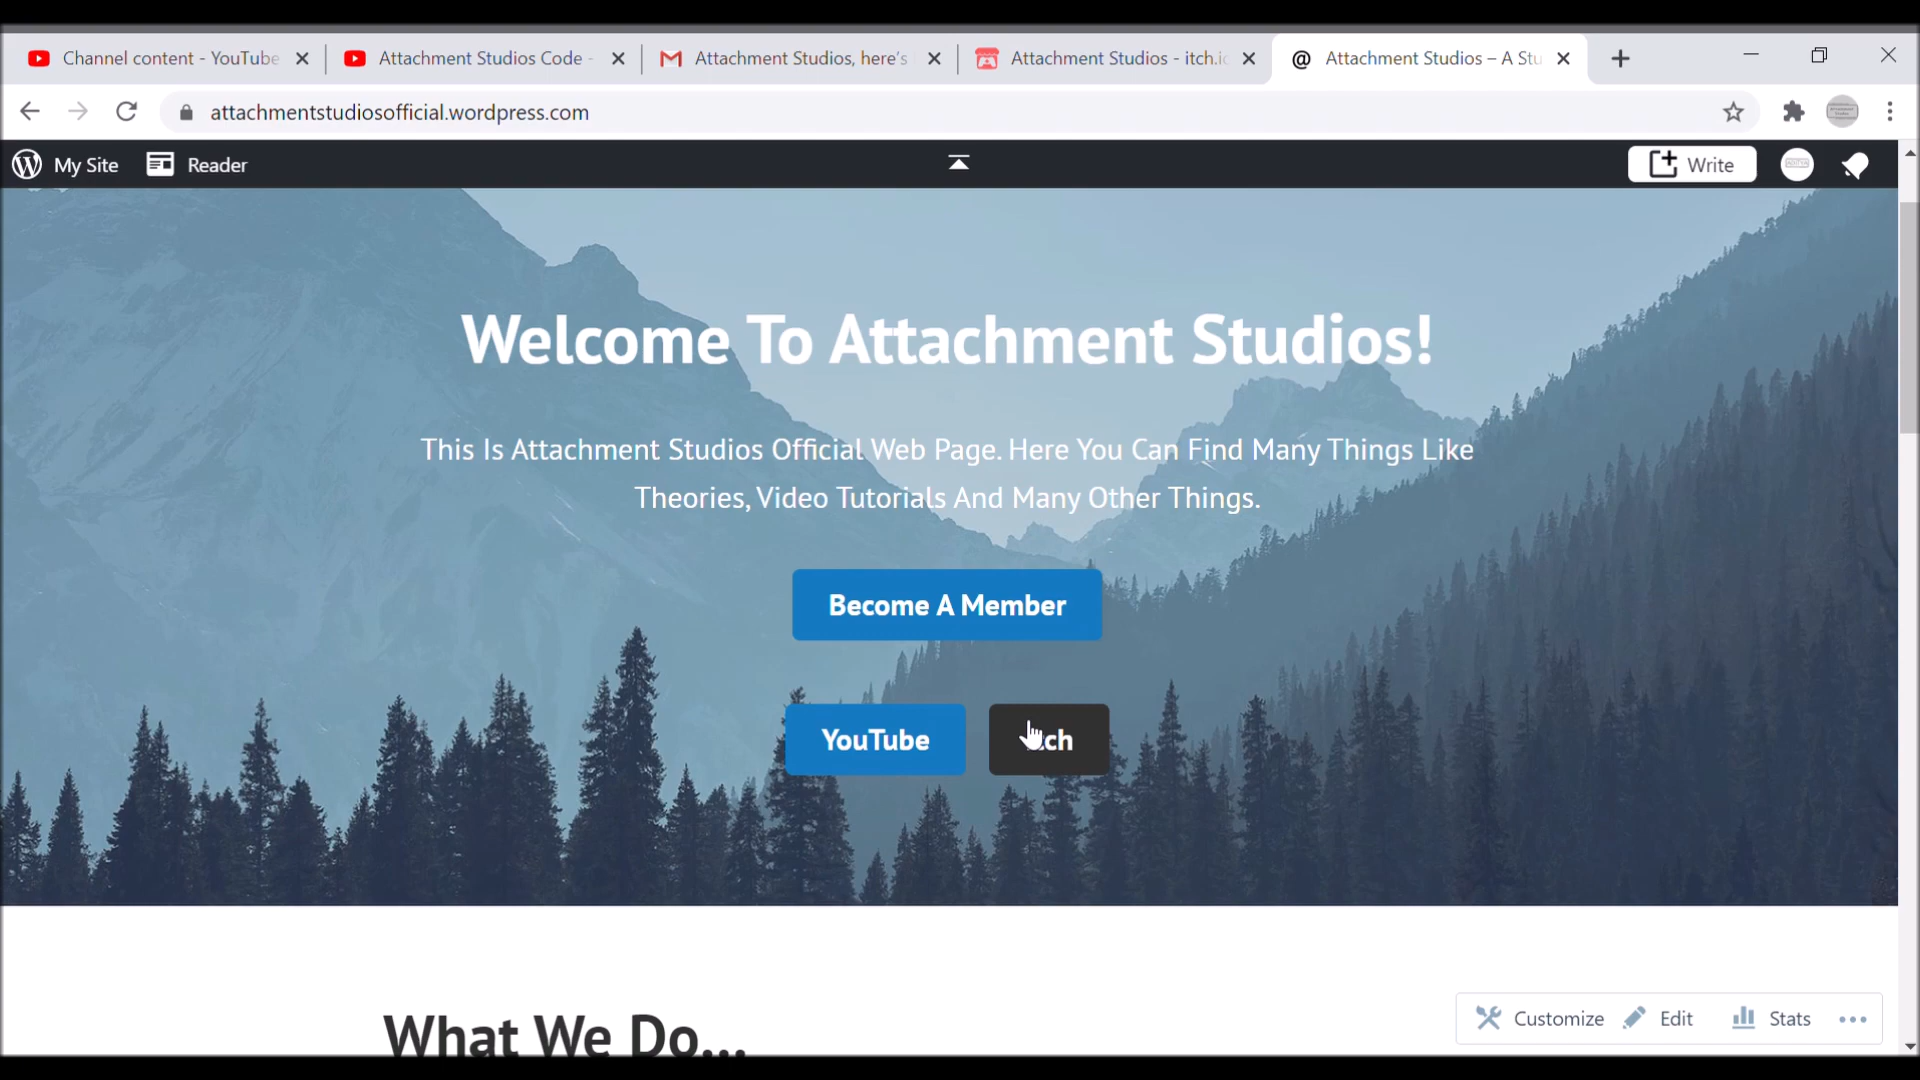 Channel content - YouTube
Attachment Studios Code -
Attachment Studios, here's
Attachment Studios - itch.io
Attachment Studios – A Stu
attachmentstudiosofficial.wordpress.com
My Site
Reader
Write
Welcome To Attachment Studios!
This Is Attachment Studios Official Web Page. Here You Can Find Many Things Like
Theories, Video Tutorials And Many Other Things.
Become A Member
YouTube
Itch
What We Do...
Customize
Edit
Stats